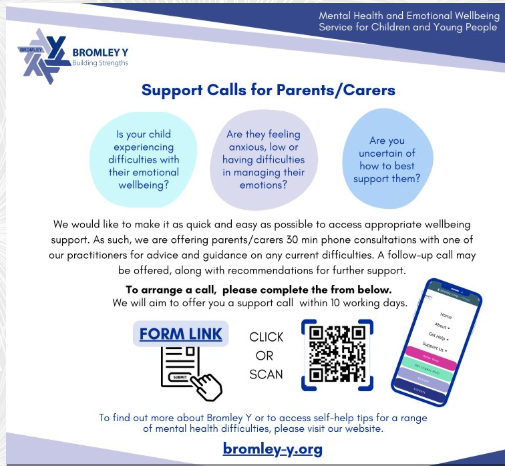 Mental Health and Emotional Wellbeing
Service for Children and Young People
BROMLEY
BROMLEY Y
Building Strengths
Support Calls for Parents/Carers
Is your child
experiencing
difficulties with
their emotional
wellbeing?
Are they feeling
anxious, low or
having difficulties
in managing their
emotions?
Are you
uncertain of
how to best
support them?
We would like to make it as quick and easy as possible to access appropriate wellbeing
support. As such, we are offering parents/carers 30 min phone consultations with one of
our practitioners for advice and guidance on any current difficulties. A follow-up call may
be offered, along with recommendations for further support.
To arrange a call, please complete the from below.
We will aim to offer you a support call within 10 working days.
FORM LINK
SUBMIT
CLICK
OR
SCAN
Home
About
Get Help
Support Us
To find out more about Bromley Y or to access self-help tips for a range
of mental health difficulties, please visit our website.
bromley-y.org